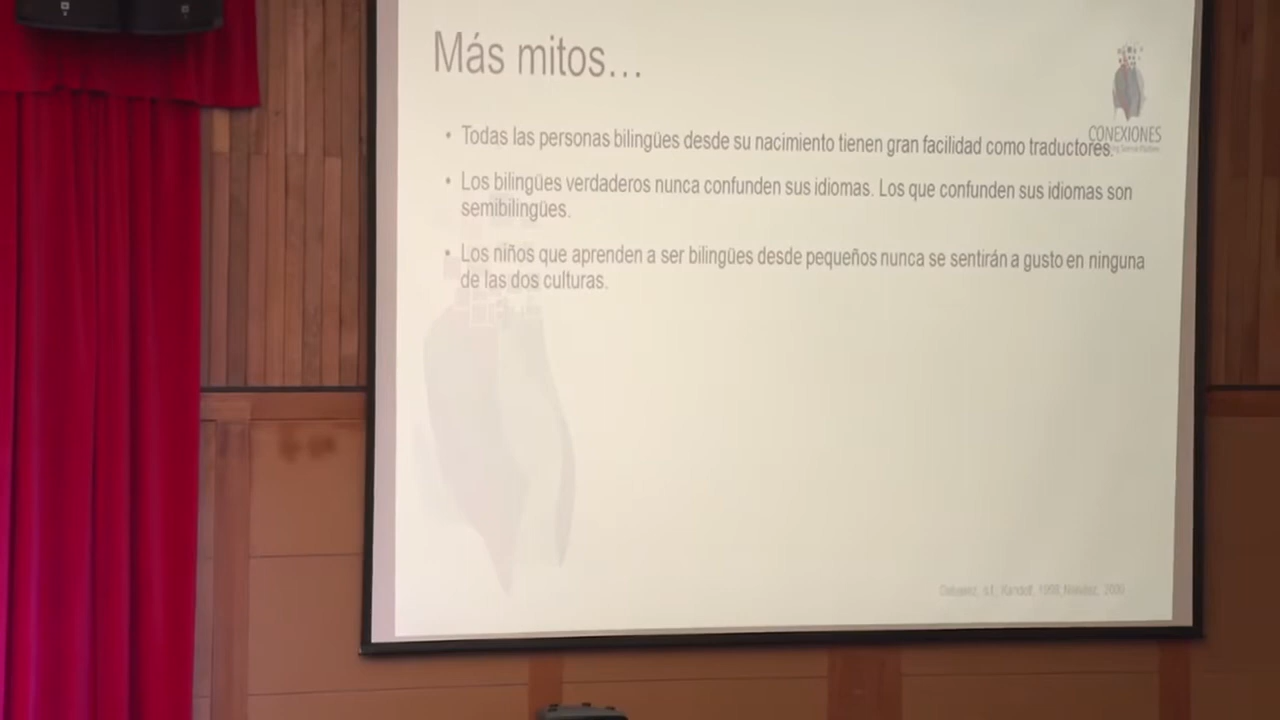 Más mitos...
• Todas las personas bilingües desde su nacimiento tienen gran facilidad como traductores.
CONEXIONES
• Los bilingües verdaderos nunca confunden sus idiomas. Los que confunden sus idiomas son
semibilingües.
• Los niños que aprenden a ser bilingües desde pequeños nunca se sentirán a gusto en ninguna
de las dos culturas.